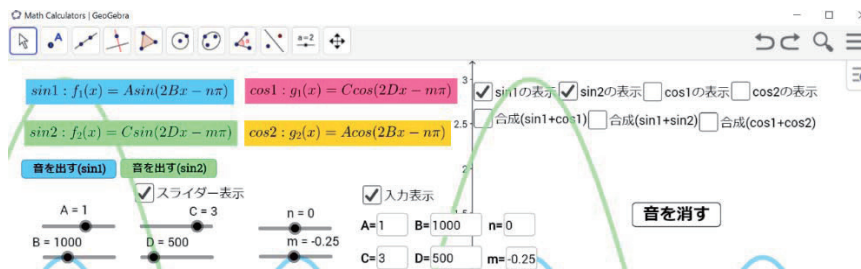 Math Calculators | GeoGebra
a=2
sin1 : f₁(x) = Asin(2Bx − nπ)
cos1 : g₁(x) = Ccos(2Dx − mπ)
3
sin1の表示 sin2の表示 cos1の表示 cos2の表示
sin2 : f₂(x) = Csin(2Dx − mπ)
cos2 : g₂(x) = Acos(2Bx − nπ)
2.5
合成(sin1+cos1) 合成(sin1+sin2) 合成(cos1+cos2)
音を出す(sin1) 音を出す(sin2)
2
スライダー表示
入力表示
音を消す
A = 1 C = 3 n = 0
1.5
A= 1 B= 1000 n= 0
B = 1000 D = 500 m = -0.25
C= 3 D= 500 m= -0.25